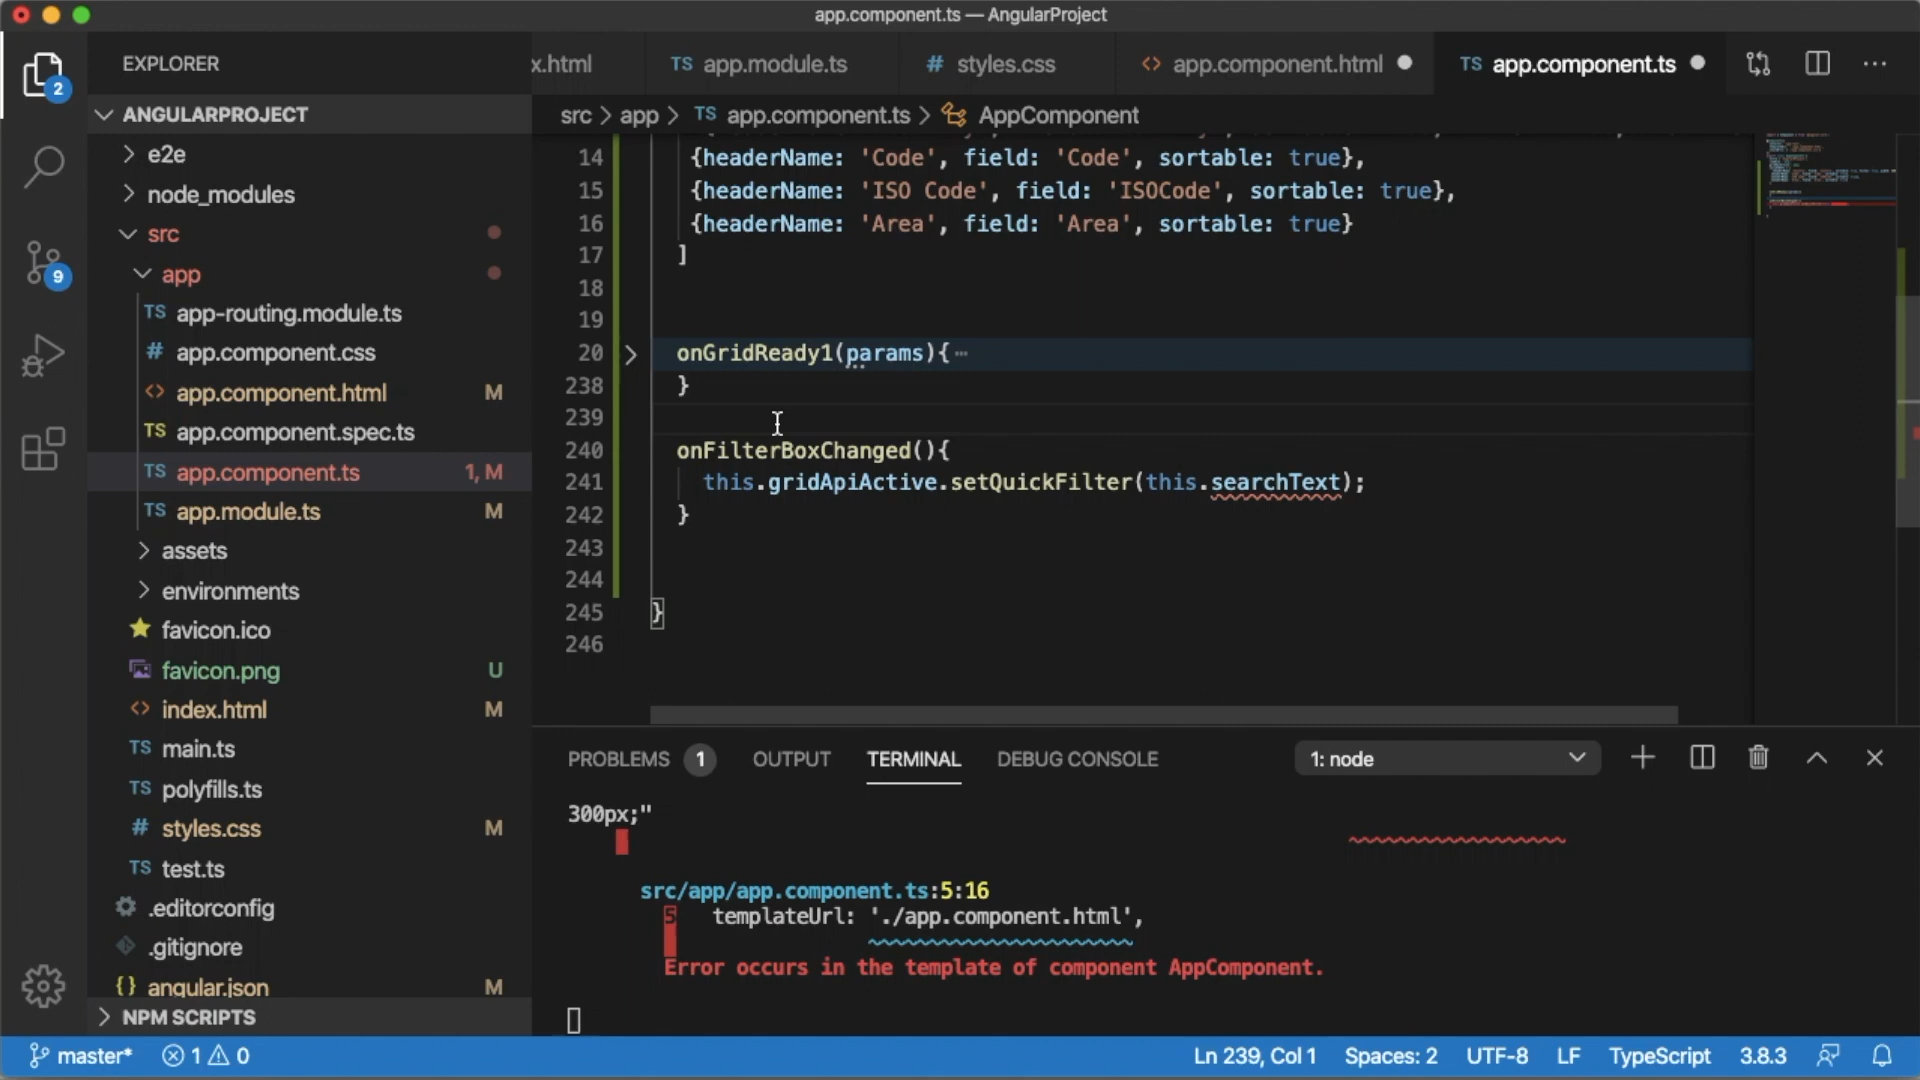 app.component.ts — AngularProject
EXPLORER
x.html
TS app.module.ts
# styles.css
<> app.component.html
TS app.component.ts
2
ANGULARPROJECT
src > app > TS app.component.ts > AppComponent
e2e
node_modules
src
app
TS app-routing.module.ts
# app.component.css
<> app.component.html M
TS app.component.spec.ts
TS app.component.ts 1, M
TS app.module.ts M
assets
environments
favicon.ico
favicon.png U
<> index.html M
TS main.ts
TS polyfills.ts
# styles.css M
TS test.ts
.editorconfig
.gitignore
{} angular.json M
NPM SCRIPTS
9
14 {headerName: 'Code', field: 'Code', sortable: true},
15 {headerName: 'ISO Code', field: 'ISOCode', sortable: true},
16 {headerName: 'Area', field: 'Area', sortable: true}
17 ]
18
19
20 onGridReady1(params){⋯
238 }
239
240 onFilterBoxChanged(){
241 this.gridApiActive.setQuickFilter(this.searchText);
242 }
243
244
245 }
246
PROBLEMS 1 OUTPUT TERMINAL DEBUG CONSOLE 1: node
300px;"
src/app/app.component.ts:5:16
5 templateUrl: './app.component.html',
Error occurs in the template of component AppComponent.
master* 1 0 Ln 239, Col 1 Spaces: 2 UTF-8 LF TypeScript 3.8.3